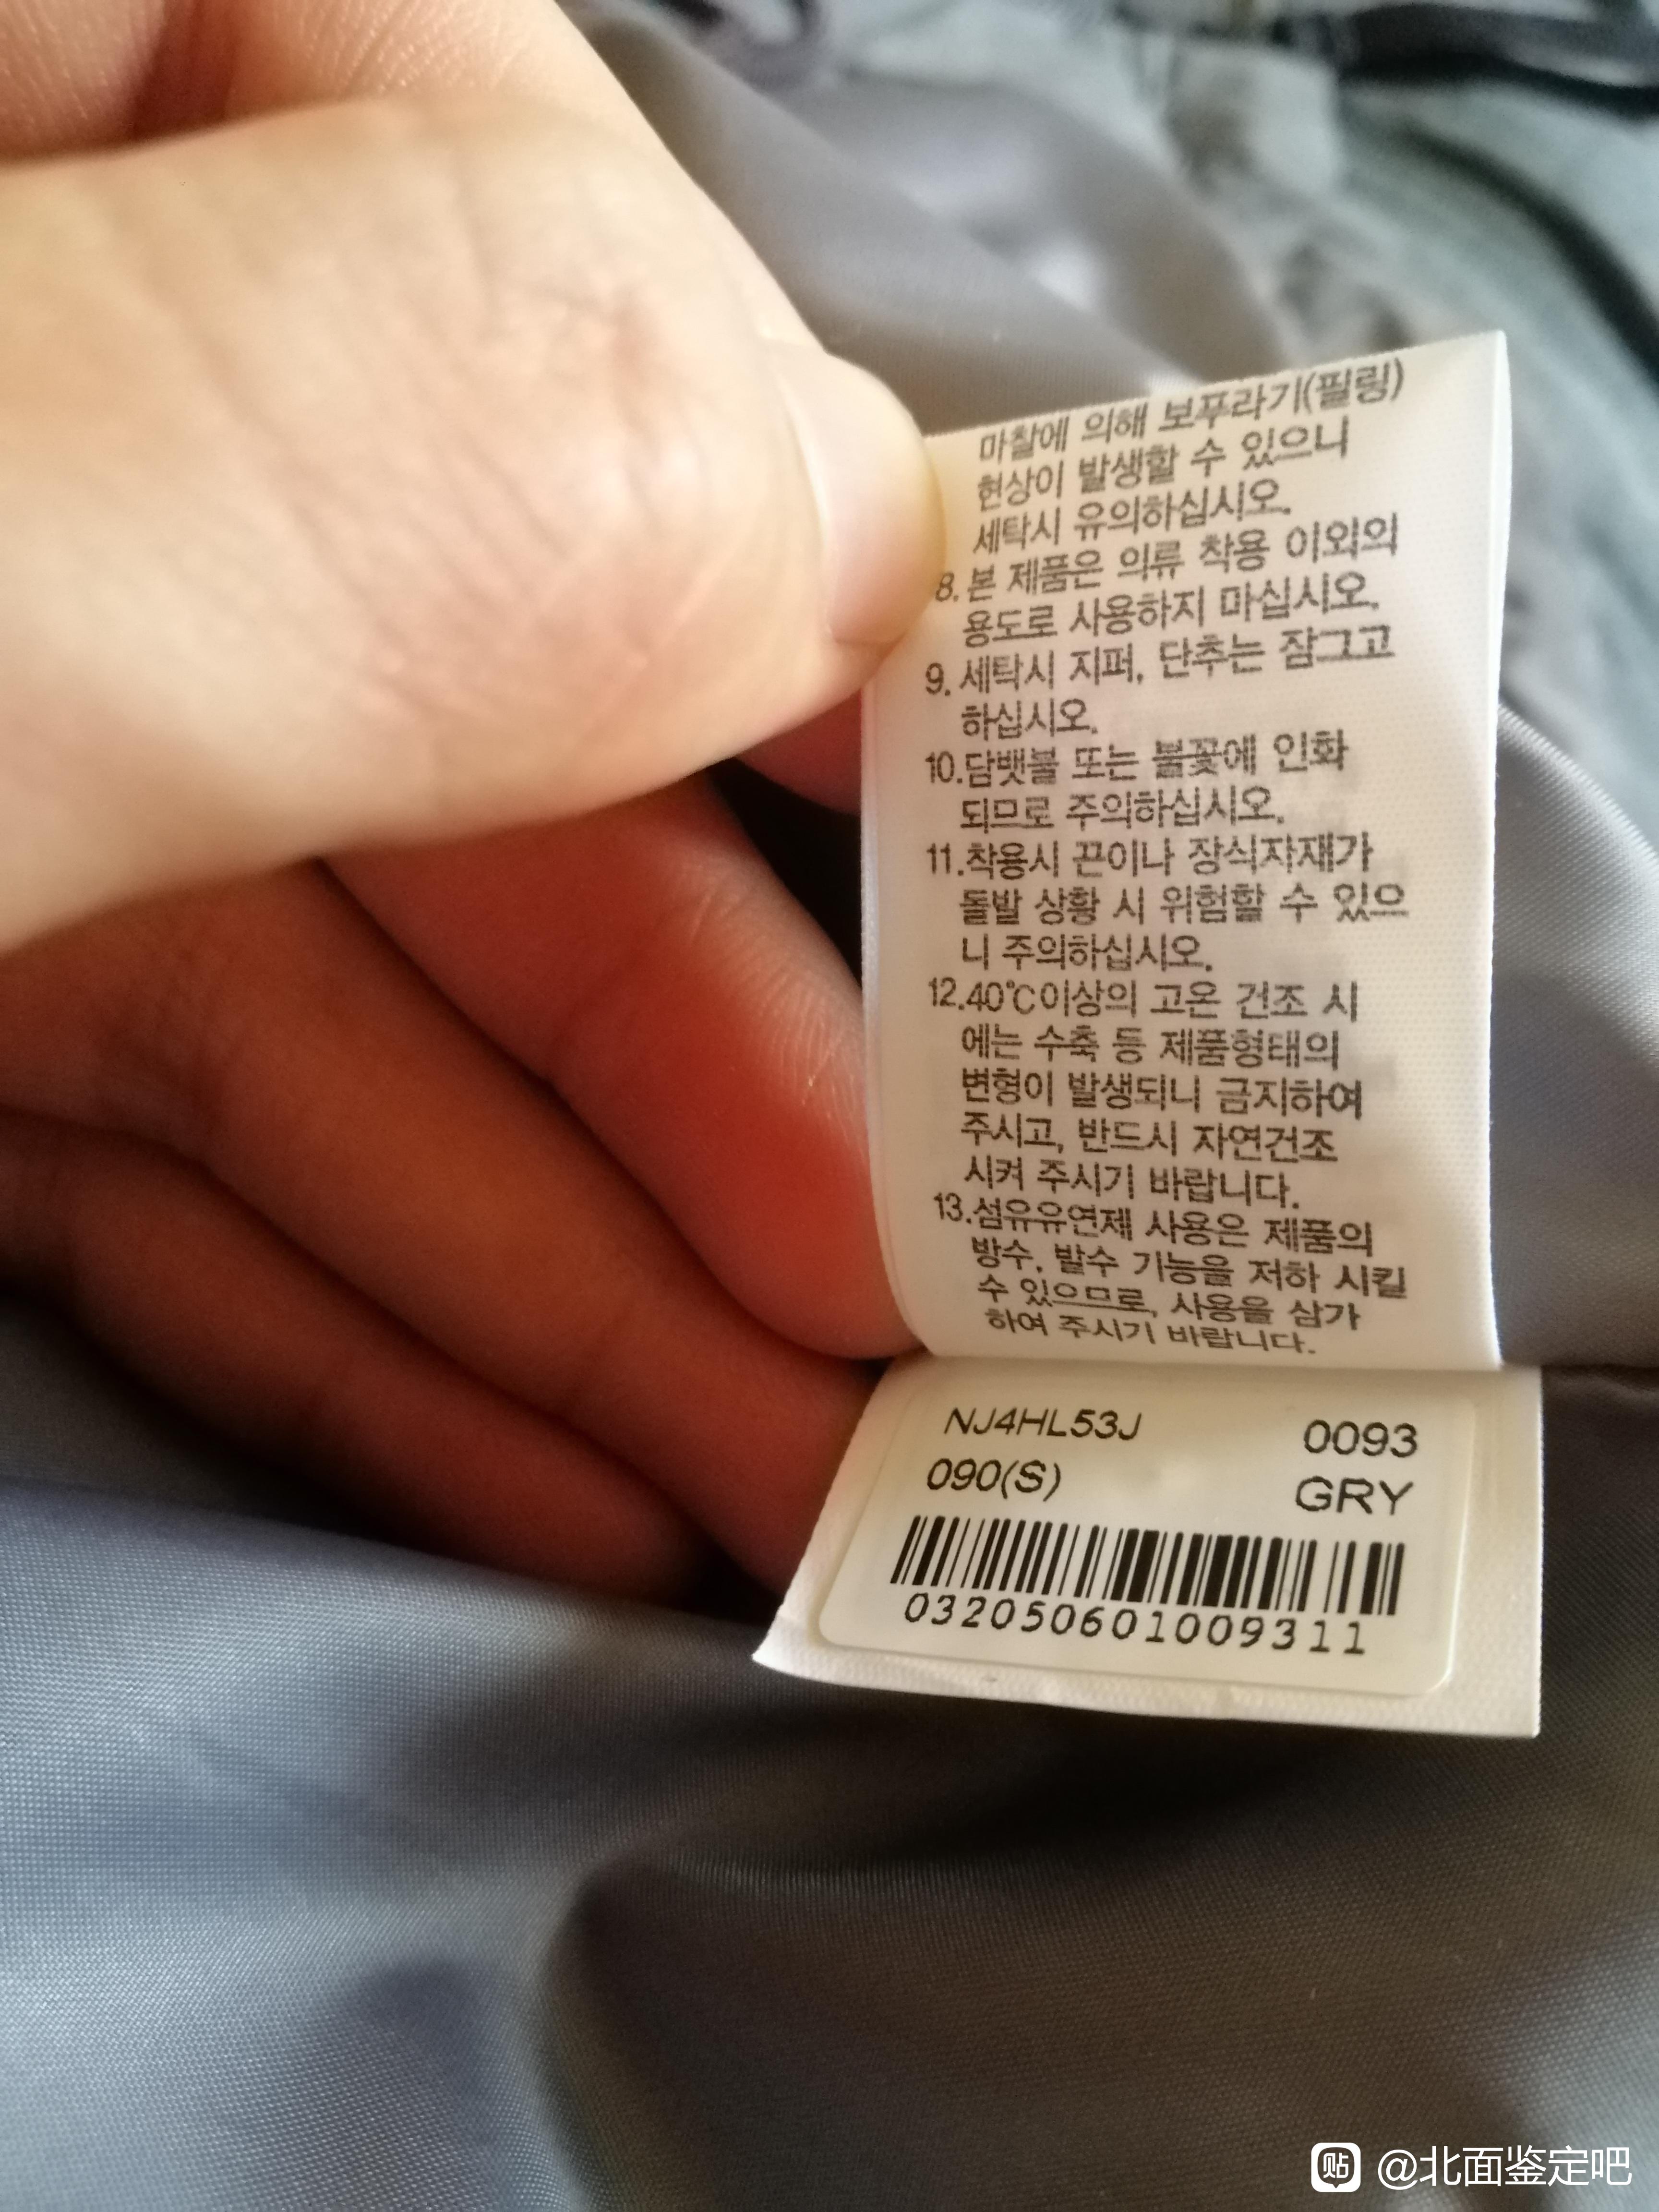 마찰에 의해 보푸라기(필링)
현상이 발생할 수 있으니
세탁시 유의하십시오.
8. 본 제품은 의류 착용 이외의
용도로 사용하지 마십시오.
9. 세탁시 지퍼, 단추는 잠그고
하십시오.
10.담뱃불 또는 불꽃에 인화
되므로 주의하십시오.
11.착용시 끈이나 장식자재가
돌발 상황 시 위험할 수 있으
니 주의하십시오.
12.40℃이상의 고온 건조 시
에는 수축 등 제품형태의
변형이 발생되니 금지하여
주시고, 반드시 자연건조
시켜 주시기 바랍니다.
13.섬유유연제 사용은 제품의
방수, 발수 기능을 저하 시킬
수 있으므로, 사용을 삼가
하여 주시기 바랍니다.
NJ4HL53J 0093
090(S) GRY
032050601009311
贴 @北面鉴定吧